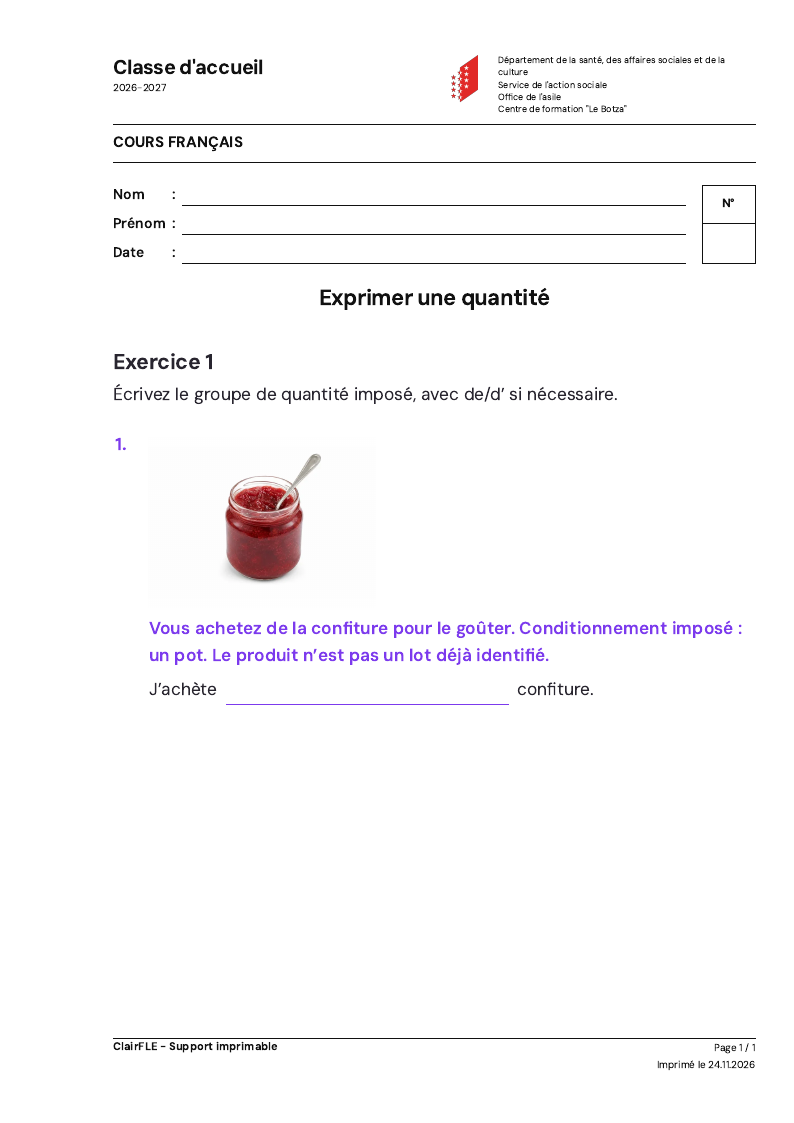 Classe d'accueil
2026-2027
Département de la santé, des affaires sociales et de la
culture
Service de l'action sociale
Office de l'asile
Centre de formation "Le Botza"
COURS FRANÇAIS
Nom :
Prénom :
Date :
N°
Exprimer une quantité
Exercice 1
Écrivez le groupe de quantité imposé, avec de/d’ si nécessaire.
1.
Vous achetez de la confiture pour le goûter. Conditionnement imposé :
un pot. Le produit n’est pas un lot déjà identifié.
J’achète confiture.
ClairFLE - Support imprimable
Page 1 / 1
Imprimé le 24.11.2026